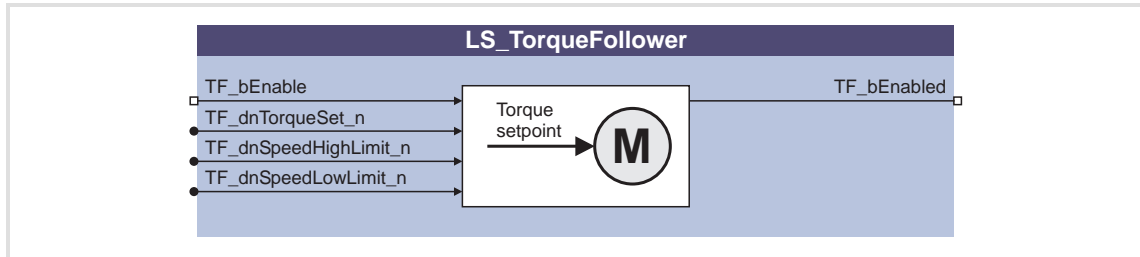 LS_TorqueFollower
TF_bEnable
TF_bEnabled
TF_dnTorqueSet_n
TF_dnSpeedHighLimit_n
TF_dnSpeedLowLimit_n
Torque
setpoint
M